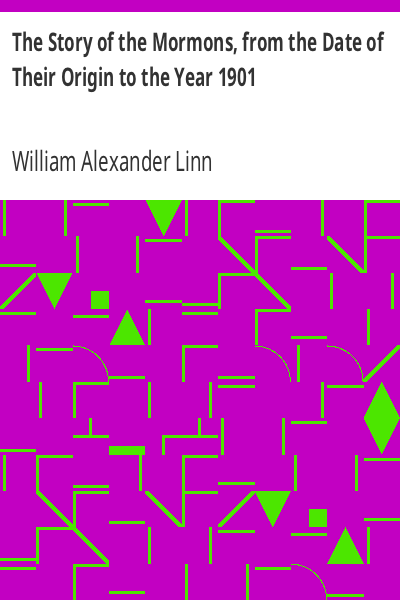 The Story of the Mormons, from the Date of
Their Origin to the Year 1901
William Alexander Linn